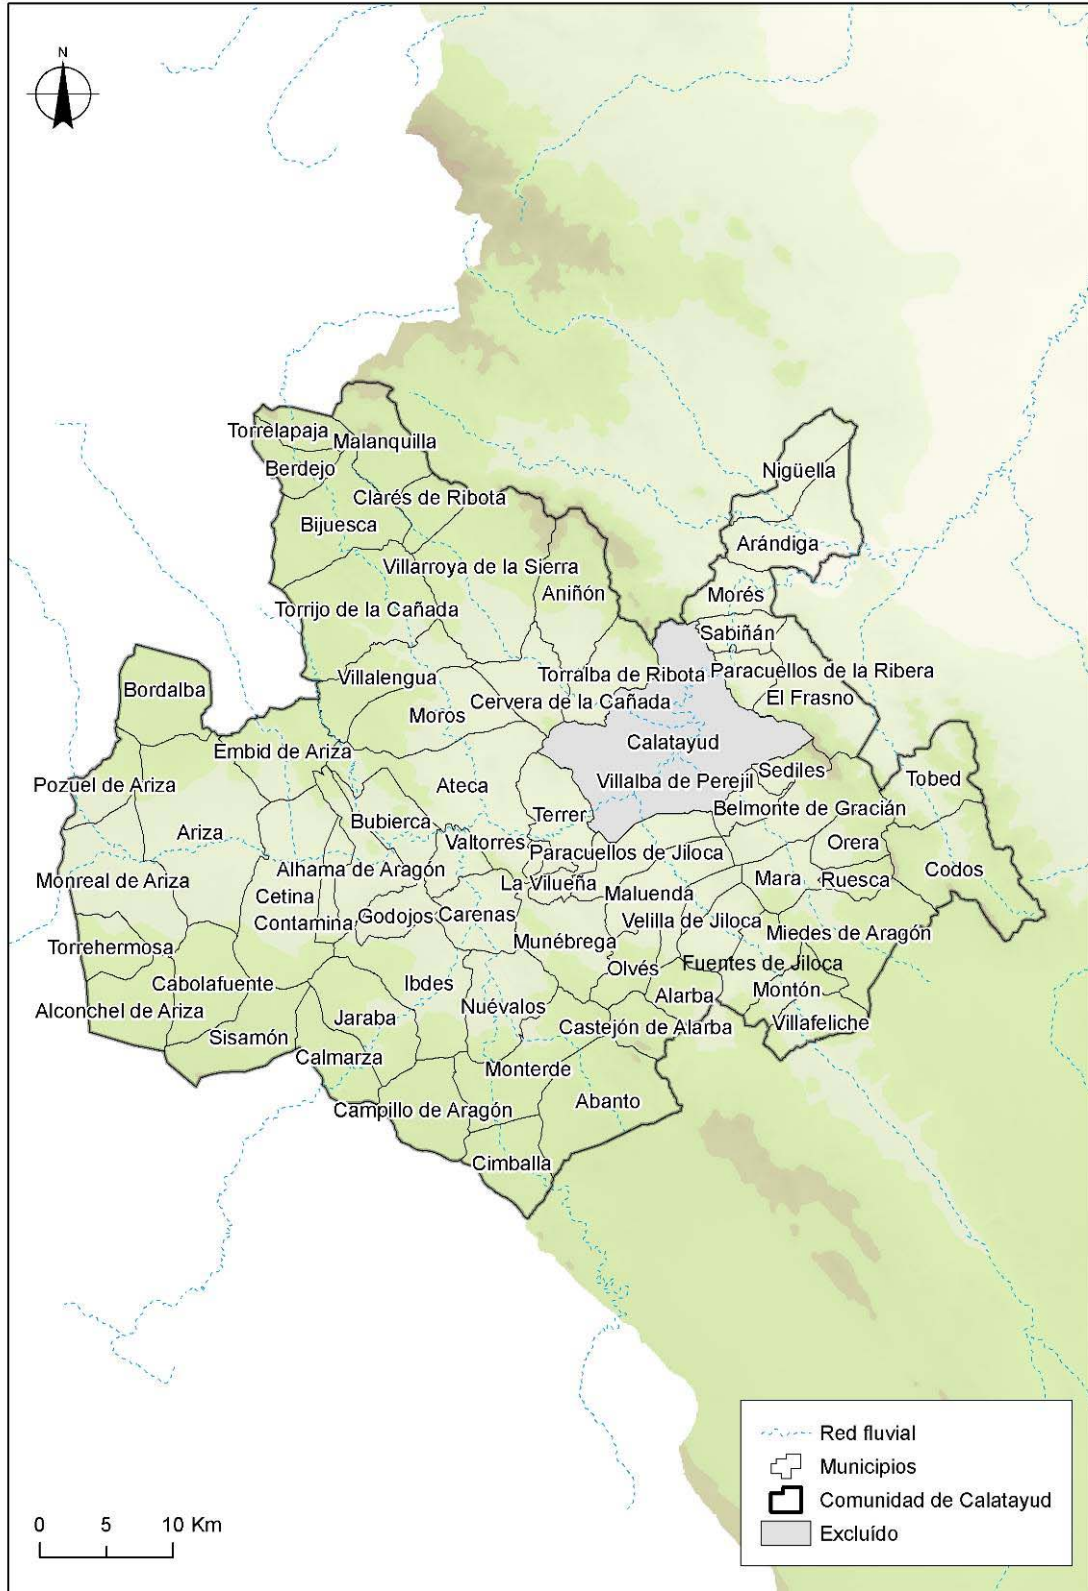 N
Torrelapaja
Malanquilla
Berdejo
Nigüella
Clarés de Ribota
Bijuesca
Arándiga
Villarroya de la Sierra
Aniñón
Morés
Torrijo de la Cañada
Sabiñán
Villalengua
Torralba de Ribota
Paracuellos de la Ribera
Bordalba
El Frasno
Cervera de la Cañada
Moros
Calatayud
Embid de Ariza
Sediles
Tobed
Pozuel de Ariza
Ateca
Villalba de Perejil
Belmonte de Gracián
Terrer
Bubierca
Ariza
Valtorres
Orera
Paracuellos de Jiloca
Alhama de Aragón
Codos
Monreal de Ariza
La Vilueña
Mara
Ruesca
Cetina
Maluenda
Contamina
Godojos
Carenas
Velilla de Jiloca
Miedes de Aragón
Torrehermosa
Munébrega
Fuentes de Jiloca
Olvés
Cabolafuente
Ibdes
Montón
Alarba
Alconchel de Ariza
Nuévalos
Jaraba
Villafeliche
Castejón de Alarba
Sisamón
Calmarza
Monterde
Abanto
Campillo de Aragón
Cimballa
Red fluvial
Municipios
Comunidad de Calatayud
Excluído
0 5 10 Km